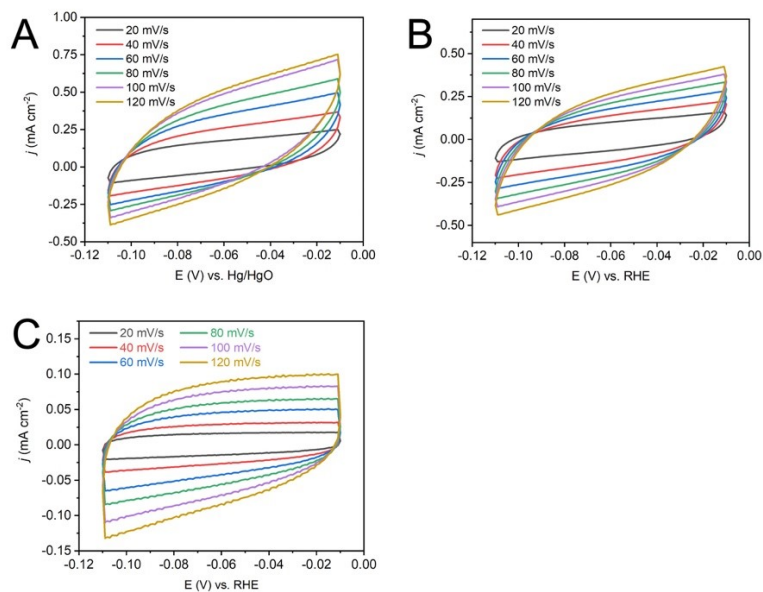 A
20 mV/s
40 mV/s
60 mV/s
80 mV/s
100 mV/s
120 mV/s
1.00
0.75
0.50
0.25
0.00
-0.25
-0.50
j (mA cm-2)
-0.12 -0.10 -0.08 -0.06 -0.04 -0.02 0.00
E (V) vs. Hg/HgO
B
20 mV/s
40 mV/s
60 mV/s
80 mV/s
100 mV/s
120 mV/s
0.50
0.25
0.00
-0.25
-0.50
j (mA cm-2)
-0.12 -0.10 -0.08 -0.06 -0.04 -0.02 0.00
E (V) vs. RHE
C
20 mV/s 80 mV/s
40 mV/s 100 mV/s
60 mV/s 120 mV/s
0.15
0.10
0.05
0.00
-0.05
-0.10
-0.15
j (mA cm-2)
-0.12 -0.10 -0.08 -0.06 -0.04 -0.02 0.00
E (V) vs. RHE